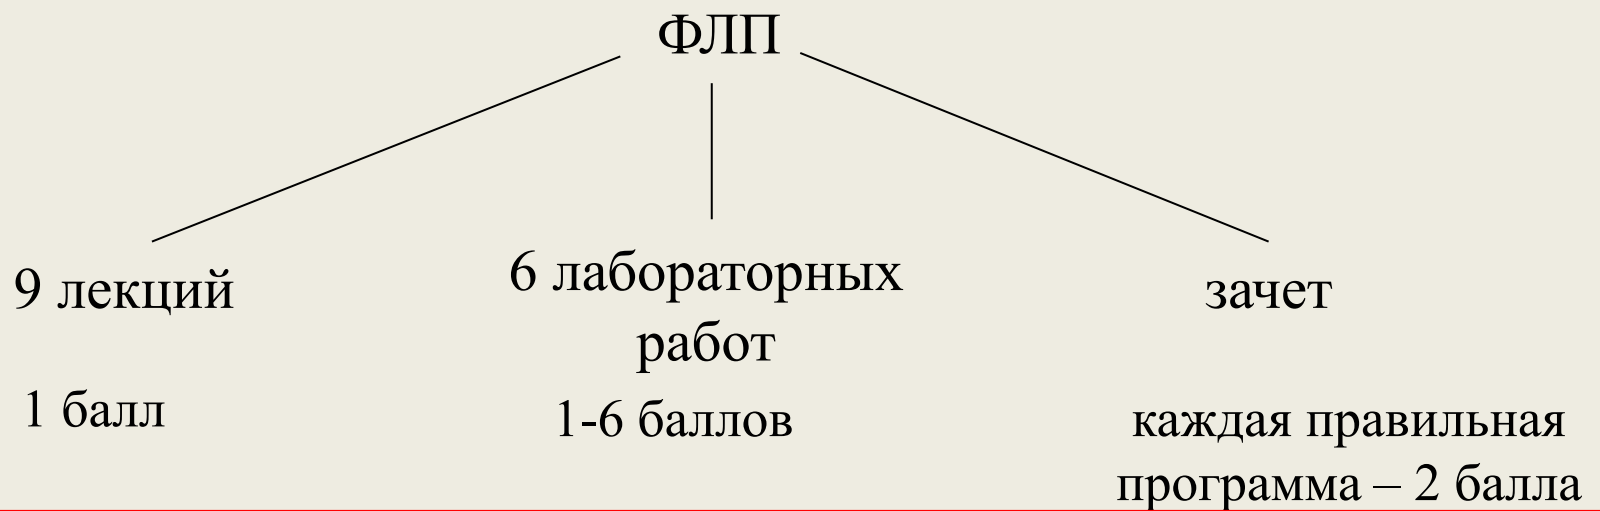 ФЛП
9 лекций
1 балл
6 лабораторных
работ
1-6 баллов
зачет
каждая правильная
программа – 2 балла